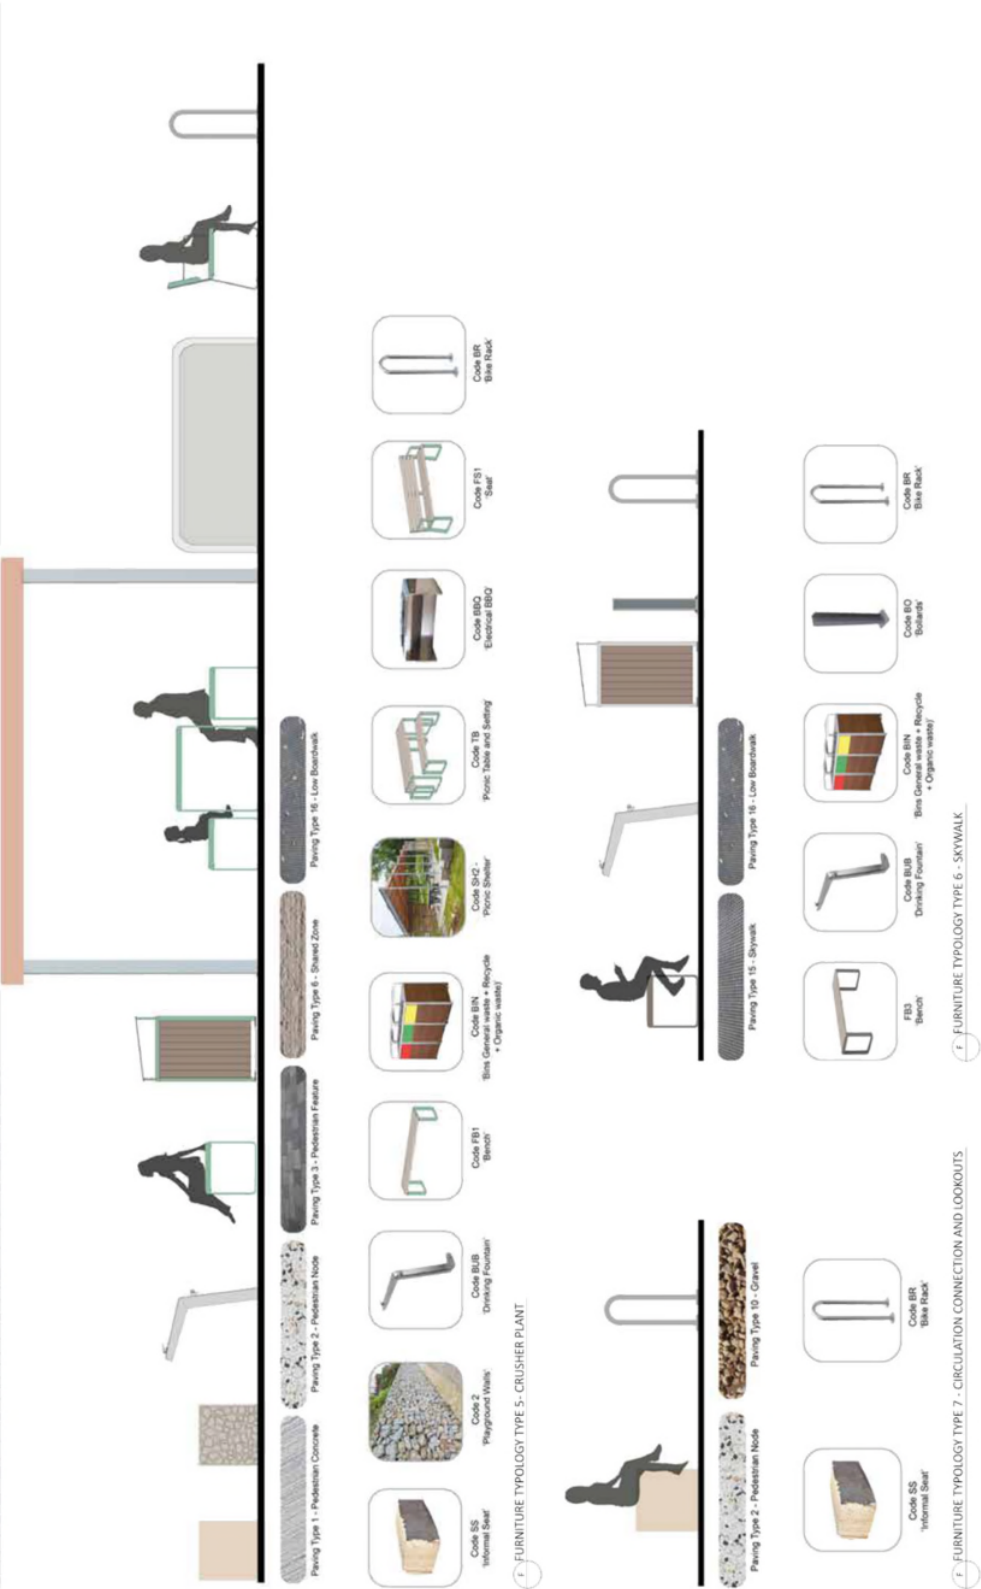 Paving Type 1 - Pedestrian Concrete
Paving Type 2 - Pedestrian Node
Paving Type 3 - Pedestrian Feature
Paving Type 6 - Shared Zone
Paving Type 16 - Low Boardwalk
Code SS
'Informal Seat'
Code 2
'Playground Walls'
Code BUB
'Drinking Fountain'
Code FB1
'Bench'
Code BIN
'Bins General waste + Recycle
+ Organic waste)'
Code SH2 -
'Picnic Shelter'
Code TB
'Picnic Table and Setting'
Code BBQ
'Electrical BBQ'
Code FS1
'Seat'
Code BR
'Bike Rack'
F FURNITURE TYPOLOGY TYPE 5- CRUSHER PLANT
Paving Type 2 - Pedestrian Node
Paving Type 10 - Gravel
Code SS
'Informal Seat'
Code BR
'Bike Rack'
F FURNITURE TYPOLOGY TYPE 7 - CIRCULATION CONNECTION AND LOOKOUTS
Paving Type 15 - Skywalk
Paving Type 16 - Low Boardwalk
FB3
'Bench'
Code BUB
'Drinking Fountain'
Code BIN
'Bins General waste + Recycle
+ Organic waste)'
Code BO
'Bollards'
Code BR
'Bike Rack'
F FURNITURE TYPOLOGY TYPE 6 - SKYWALK